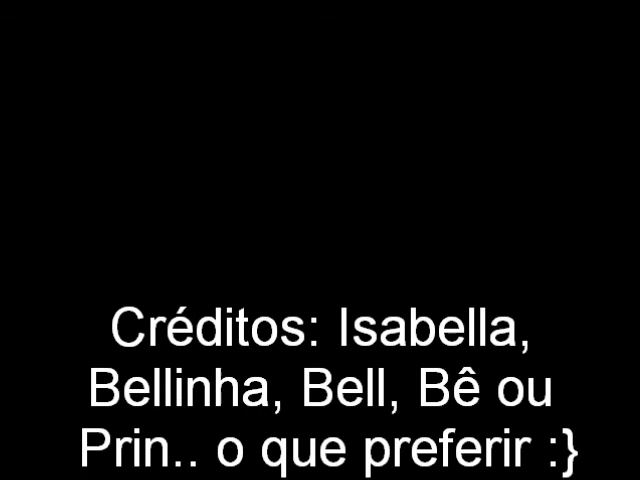 Créditos: Isabella,
Bellinha, Bell, Bê ou
Prin.. o que preferir :}